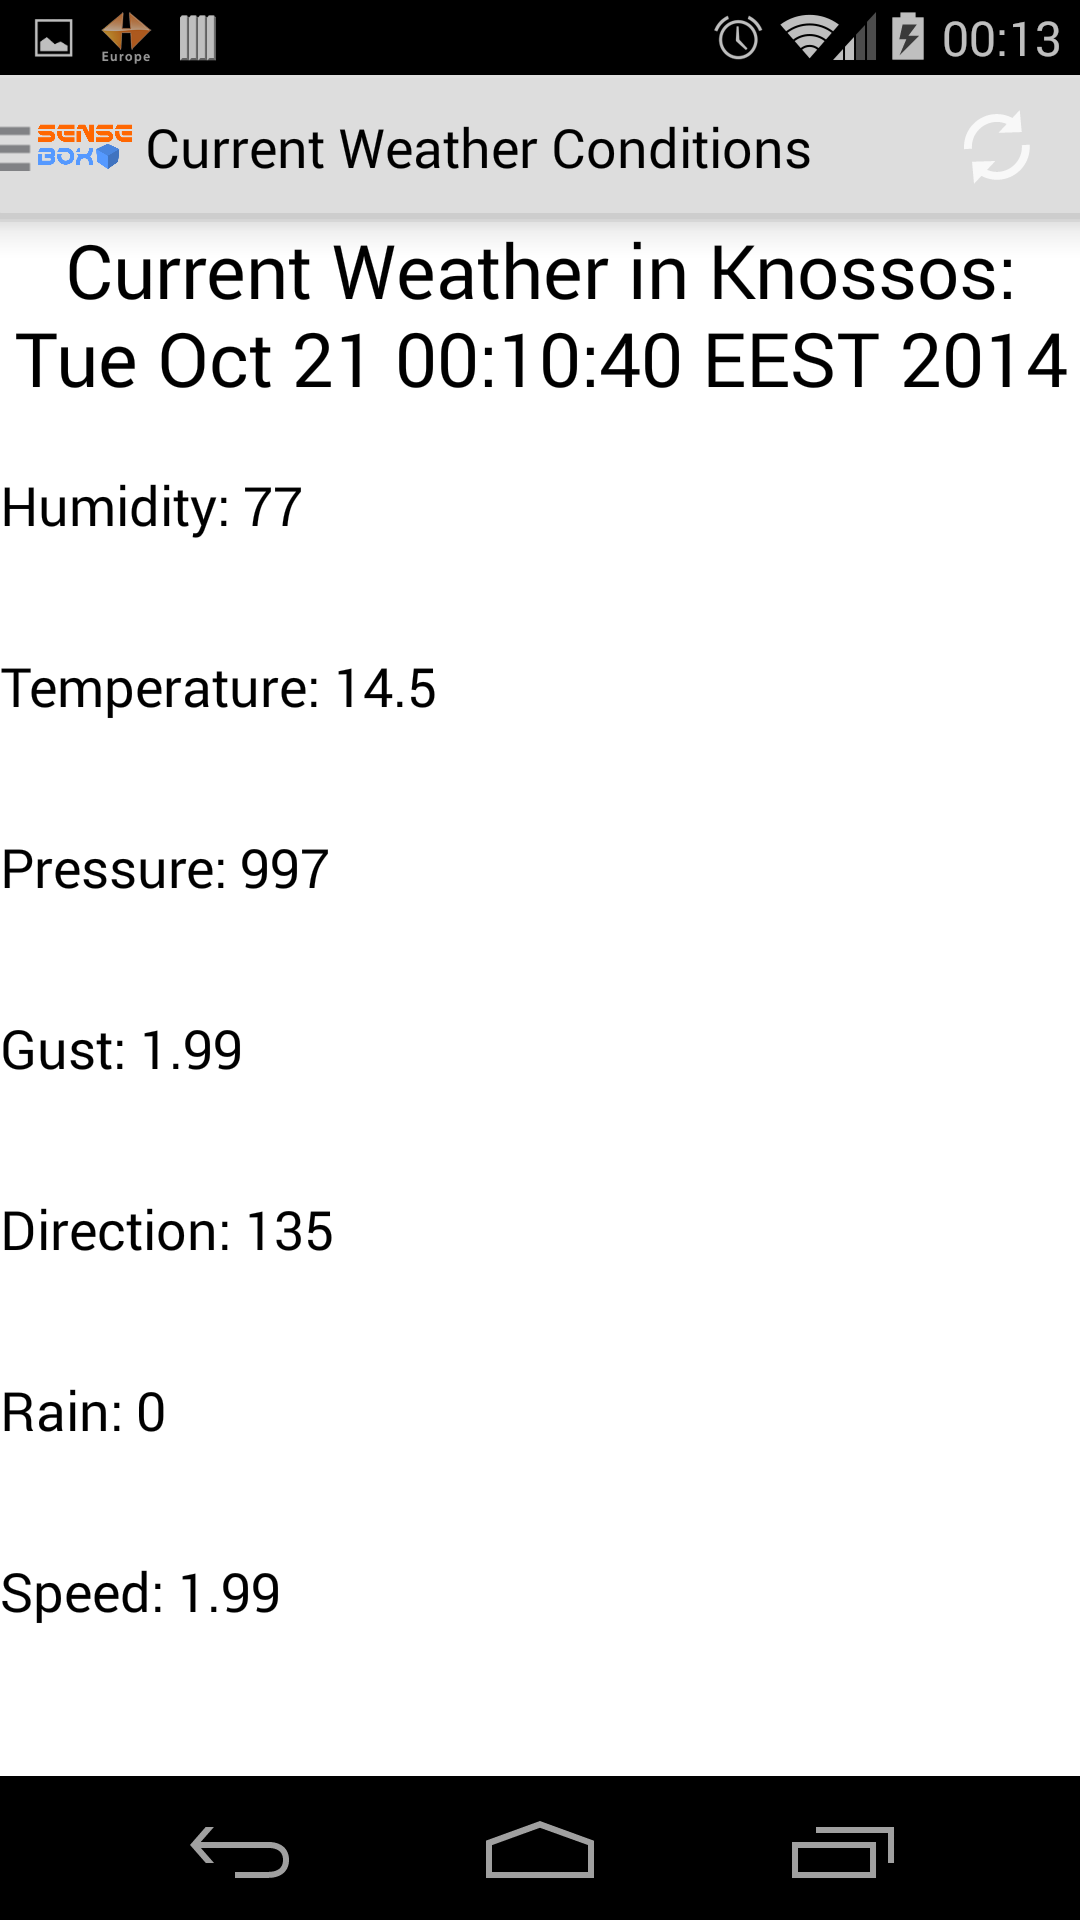 Europe
00:13
SENSE
BOX
Current Weather Conditions
Current Weather in Knossos:
Tue Oct 21 00:10:40 EEST 2014
Humidity: 77
Temperature: 14.5
Pressure: 997
Gust: 1.99
Direction: 135
Rain: 0
Speed: 1.99